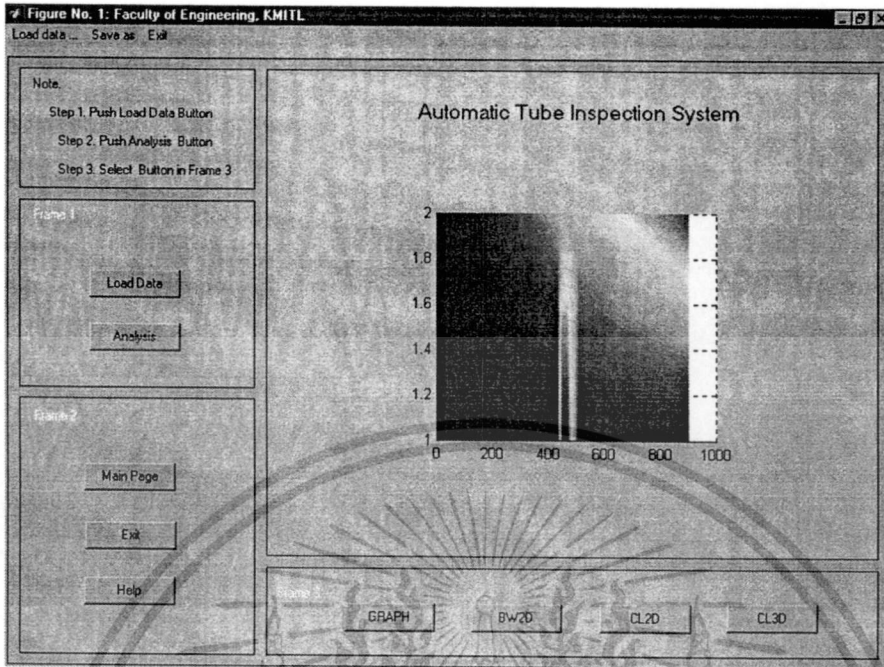 Figure No. 1: Faculty of Engineering, KMITL
Load data ... Save as Exit
Note.
Step 1. Push Load Data Button
Step 2. Push Analysis Button
Step 3. Select Button in Frame 3
Frame 1
Load Data
Analysis
Frame 2
Main Page
Exit
Help
Automatic Tube Inspection System
2
1.8
1.6
1.4
1.2
1
0 200 400 600 800 1000
Frame 3
GRAPH BW2D CL2D CL3D